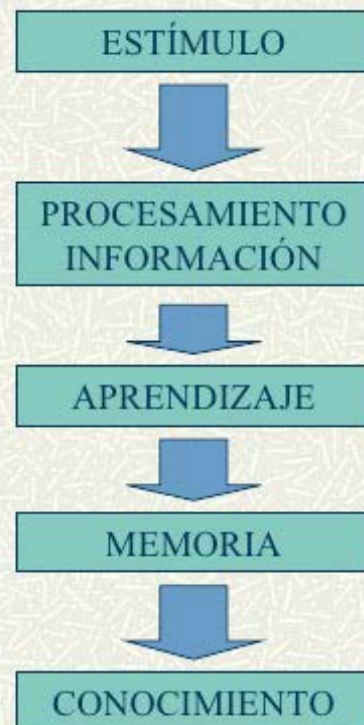 ESTÍMULO
PROCESAMIENTO
INFORMACIÓN
APRENDIZAJE
MEMORIA
CONOCIMIENTO